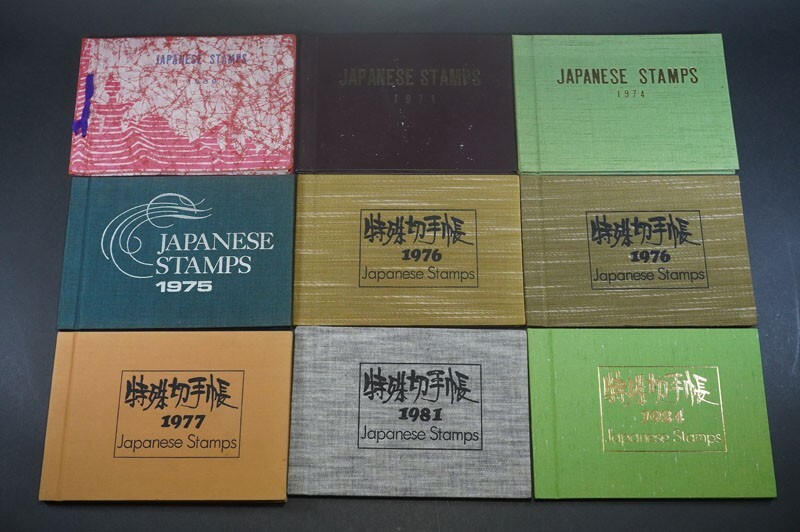 JAPANESE STAMPS
JAPANESE STAMPS
1971
JAPANESE STAMPS
1974
JAPANESE
STAMPS
1975
特殊切手帳
1976
Japanese Stamps
特殊切手帳
1976
Japanese Stamps
特殊切手帳
1977
Japanese Stamps
特殊切手帳
1981
Japanese Stamps
特殊切手帳
1984
Japanese Stamps